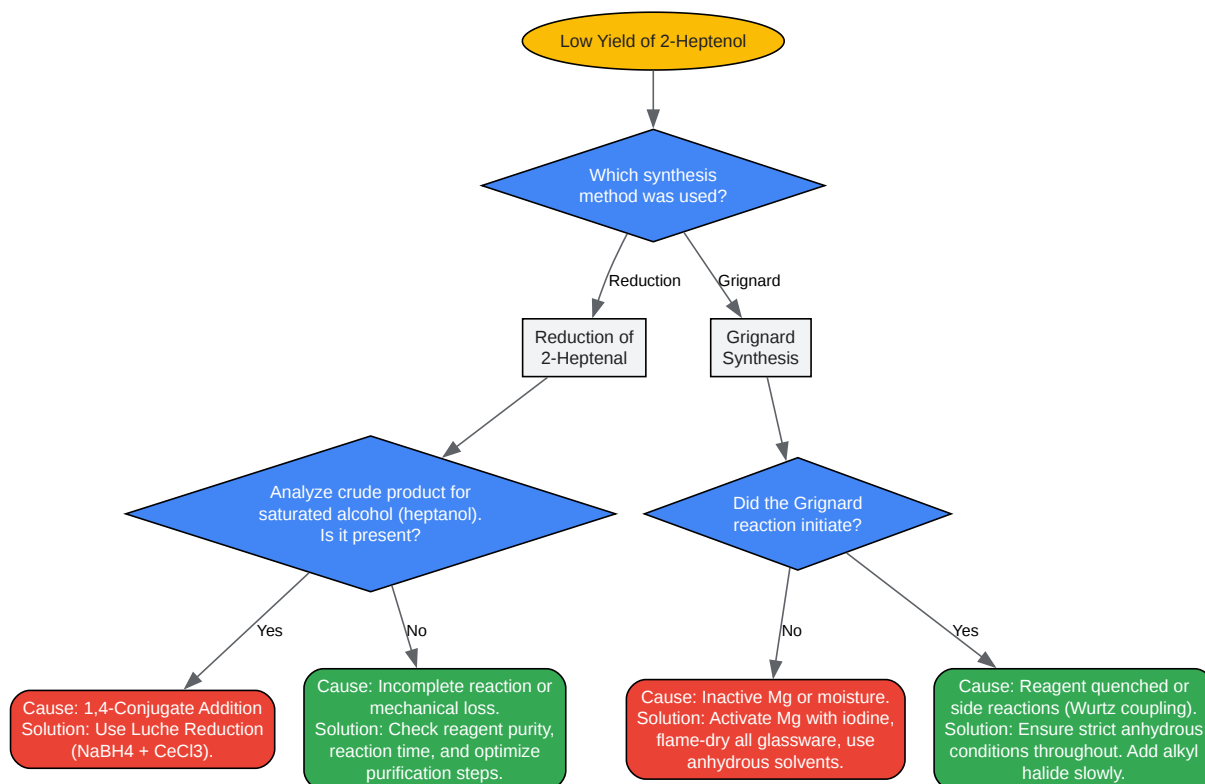 Low Yield of 2-Heptenol
Which synthesis
method was used?
Reduction
Grignard
Reduction of
2-Heptenal
Grignard
Synthesis
Analyze crude product for
saturated alcohol (heptanol).
Is it present?
Did the Grignard
reaction initiate?
Yes
No
No
Yes
Cause: 1,4-Conjugate Addition
Solution: Use Luche Reduction
(NaBH4 + CeCl3).
Cause: Incomplete reaction or
mechanical loss.
Solution: Check reagent purity,
reaction time, and optimize
purification steps.
Cause: Inactive Mg or moisture.
Solution: Activate Mg with iodine,
flame-dry all glassware, use
anhydrous solvents.
Cause: Reagent quenched or
side reactions (Wurtz coupling).
Solution: Ensure strict anhydrous
conditions throughout. Add alkyl
halide slowly.